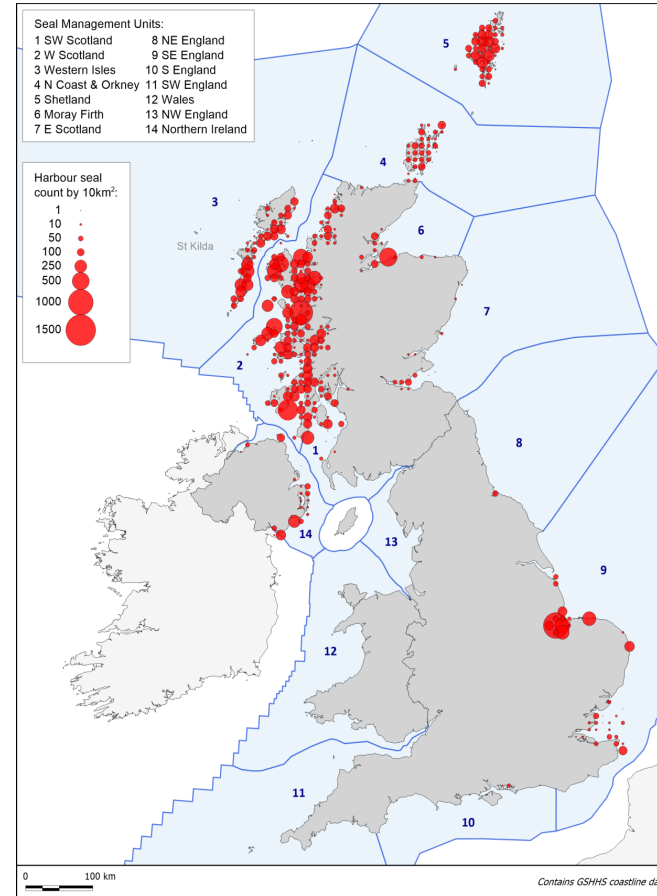 Seal Management Units:
1 SW Scotland 8 NE England
2 W Scotland 9 SE England
3 Western Isles 10 S England
4 N Coast & Orkney 11 SW England
5 Shetland 12 Wales
6 Moray Firth 13 NW England
7 E Scotland 14 Northern Ireland
5
4
Harbour seal
count by 10km²:
1
10
50
100
250
500
1000
1500
3
St Kilda
6
7
2
1
8
14
13
9
12
11
10
0 100 km
Contains GSHHS coastline da